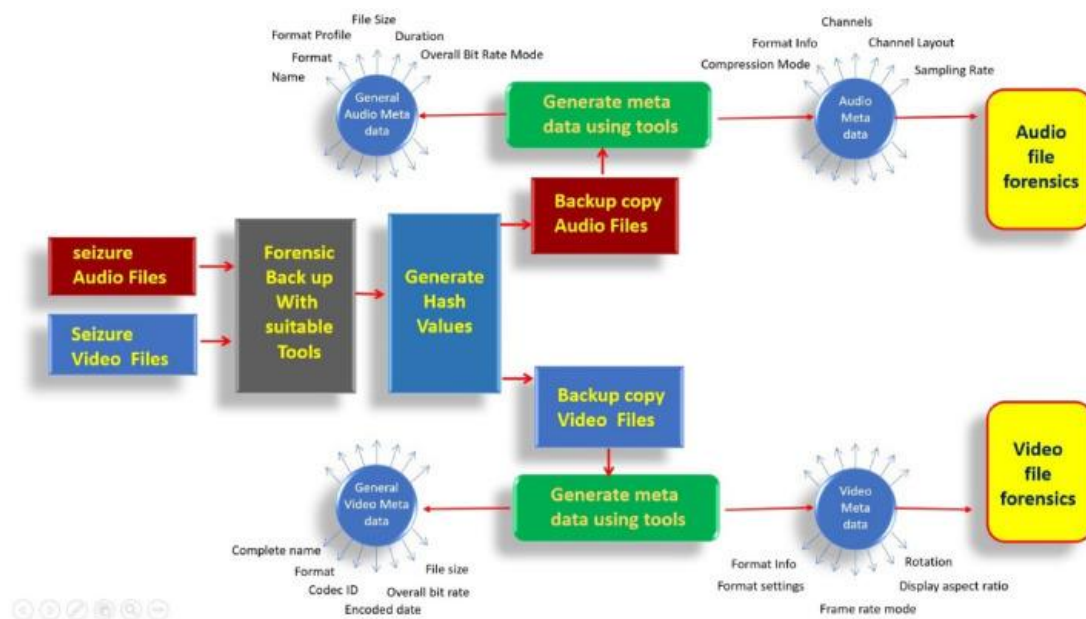 File Size
Channels
Format Profile
Duration
Format Info
Channel Layout
Format
Overall Bit Rate Mode
Compression Mode
Sampling Rate
Name
General
Audio Meta
data
Generate meta
data using tools
Audio
Meta
data
Audio
file
forensics
Backup copy
Audio Files
seizure
Audio Files
Forensic
Back up
With
suitable
Tools
Generate
Hash
Values
Seizure
Video Files
Backup copy
Video Files
General
Video Meta
data
Generate meta
data using tools
Video
Meta
data
Video
file
forensics
Complete name
File size
Format Info
Rotation
Format
Codec ID
Overall bit rate
Format settings
Display aspect ratio
Encoded date
Frame rate mode